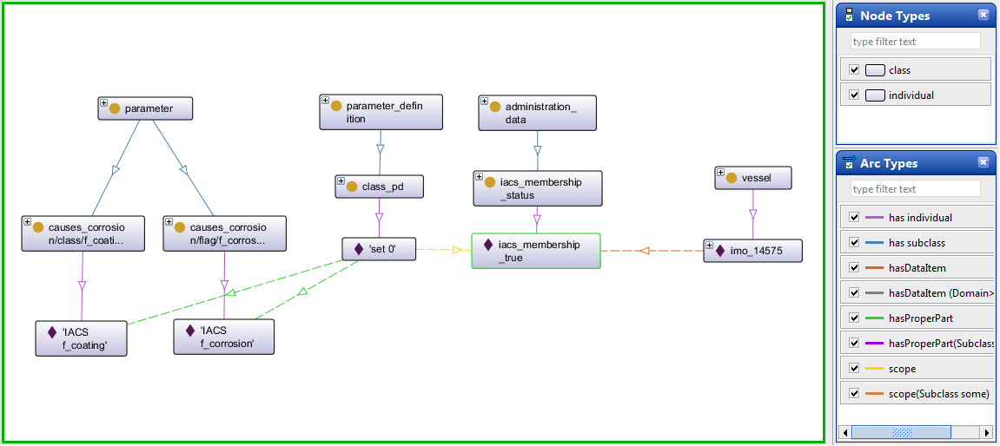 parameter
parameter_defin
ition
administration_
data
class_pd
iacs_membership
_status
vessel
causes_corrosio
n/class/f_coati...
causes_corrosio
n/flag/f_corros...
'set 0'
iacs_membership
_true
imo_14575
'IACS
f_coating'
'IACS
f_corrosion'
Node Types
type filter text
class
individual
Arc Types
type filter text
has individual
has subclass
hasDataItem
hasDataItem (Domain>
hasProperPart
hasProperPart(Subclass
scope
scope(Subclass some)